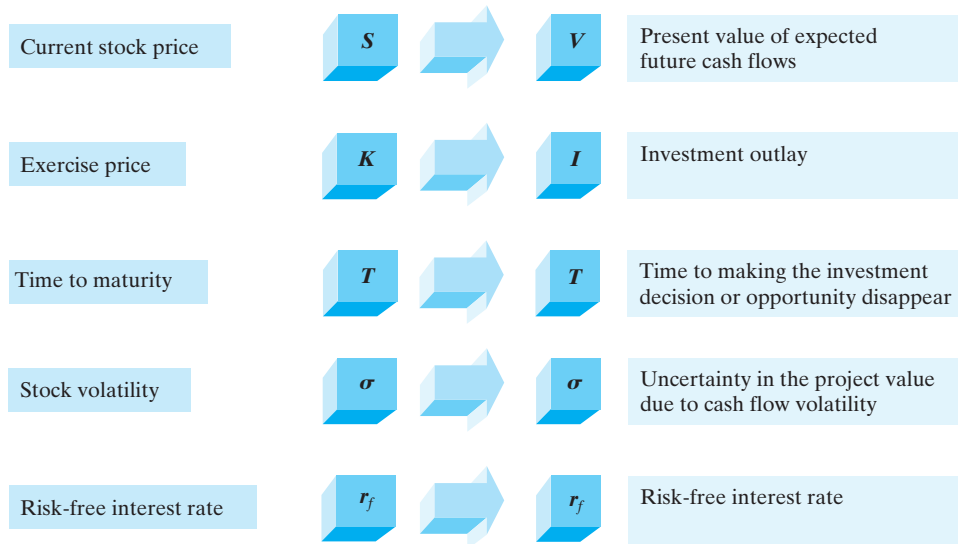 Current stock price
S
V
Present value of expected
future cash flows
Exercise price
K
I
Investment outlay
Time to maturity
T
T
Time to making the investment
decision or opportunity disappear
Stock volatility
σ
σ
Uncertainty in the project value
due to cash flow volatility
Risk-free interest rate
rf
rf
Risk-free interest rate